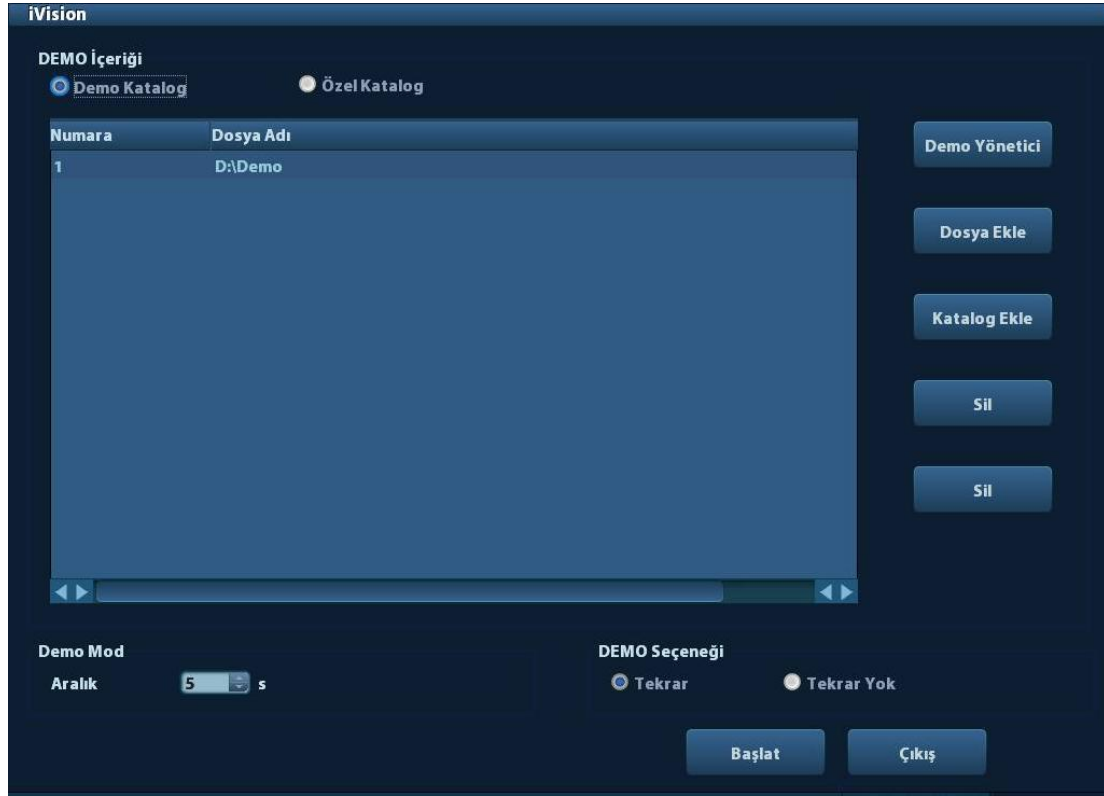 iVision
DEMO İçeriği
Demo Katalog Özel Katalog
Numara Dosya Adı
1 D:\Demo
Demo Yönetici
Dosya Ekle
Katalog Ekle
Sil
Sil
Demo Mod
Aralık 5 s
DEMO Seçeneği
Tekrar Tekrar Yok
Başlat Çıkış